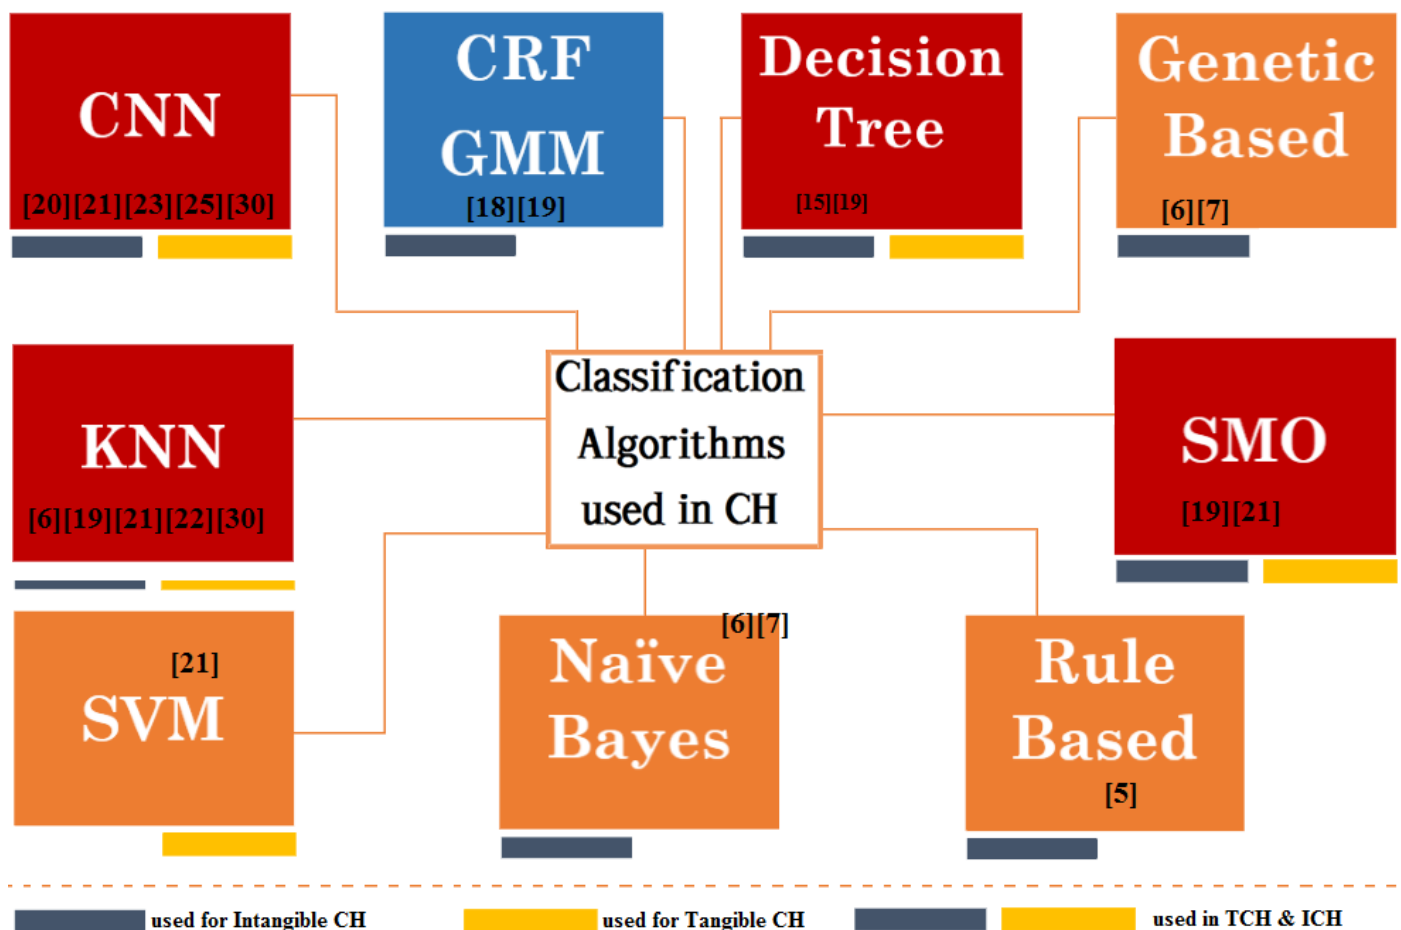 CNN
[20][21][23][25][30]
CRF
GMM
[18][19]
Decision
Tree
[15][19]
Genetic
Based
[6][7]
KNN
[6][19][21][22][30]
Classification
Algorithms
used in CH
SMO
[19][21]
[21]
SVM
[6][7]
Naïve
Bayes
Rule
Based
[5]
used for Intangible CH
used for Tangible CH
used in TCH & ICH